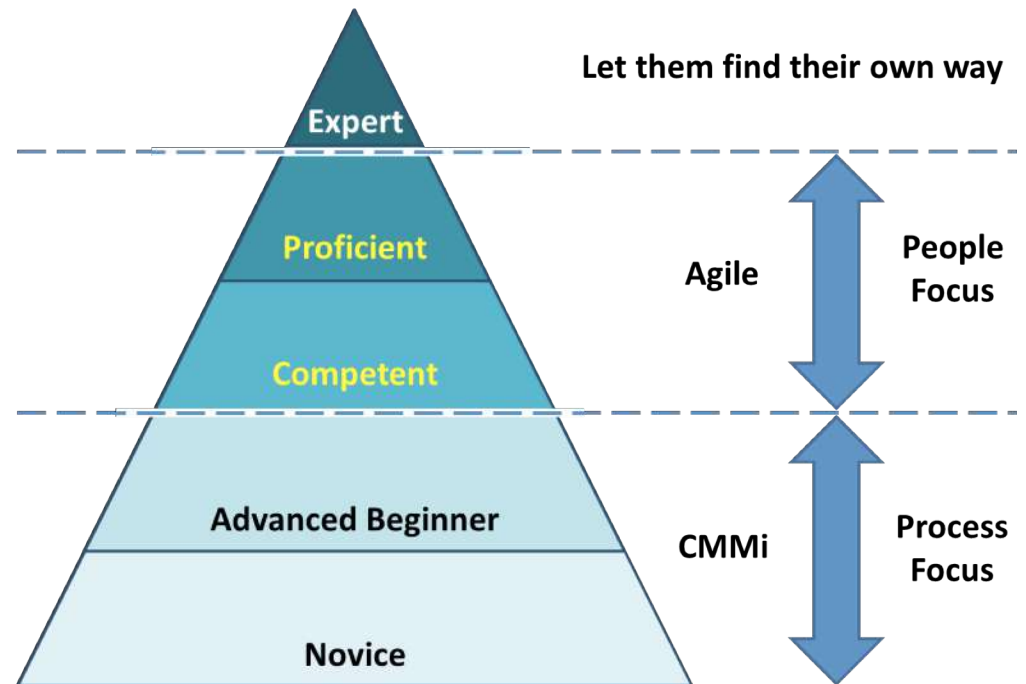 Let them find their own way
Expert
Proficient
Agile
People
Focus
Competent
Advanced Beginner
CMMi
Process
Focus
Novice